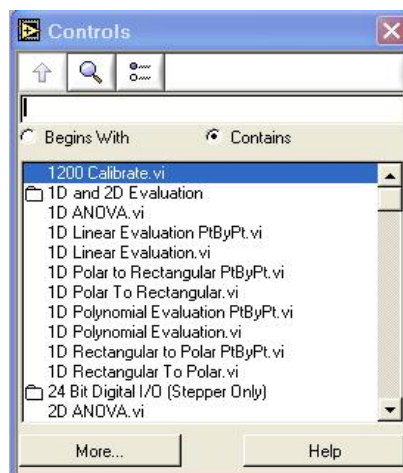 Controls
Begins With
Contains
1200 Calibrate.vi
1D and 2D Evaluation
1D ANOVA.vi
1D Linear Evaluation PtByPt.vi
1D Linear Evaluation.vi
1D Polar to Rectangular PtByPt.vi
1D Polar To Rectangular.vi
1D Polynomial Evaluation PtByPt.vi
1D Polynomial Evaluation.vi
1D Rectangular to Polar PtByPt.vi
1D Rectangular To Polar.vi
24 Bit Digital I/O (Stepper Only)
2D ANOVA.vi
More...
Help